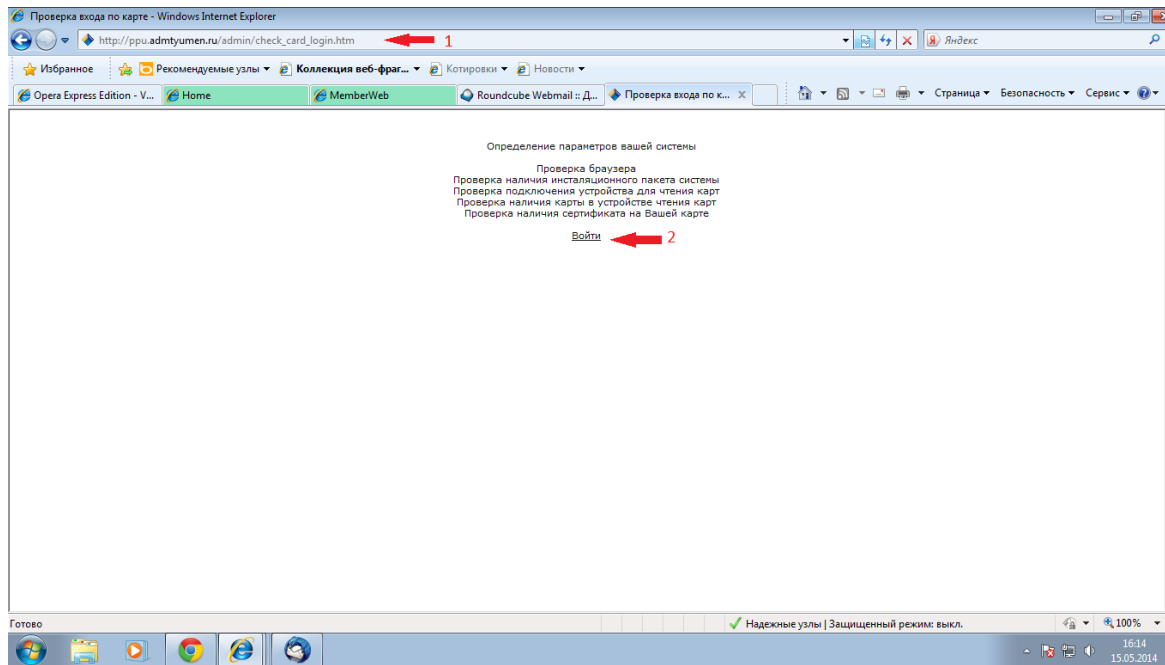 Проверка входа по карте - Windows Internet Explorer
http://ppu.admtyumen.ru/admin/check_card_login.htm 1 Яндекс
Избранное Рекомендуемые узлы Коллекция веб-фраг... Котировки Новости
Opera Express Edition - V... Home MemberWeb Roundcube Webmail :: Д... Проверка входа по к... X Страница Безопасность Сервис
Определение параметров вашей системы
Проверка браузера
Проверка наличия инсталяционного пакета системы
Проверка подключения устройства для чтения карт
Проверка наличия карты в устройстве чтения карт
Проверка наличия сертификата на Вашей карте
Войти 2
Готово Надежные узлы | Защищенный режим: выкл. 100%
16:14
15.05.2014